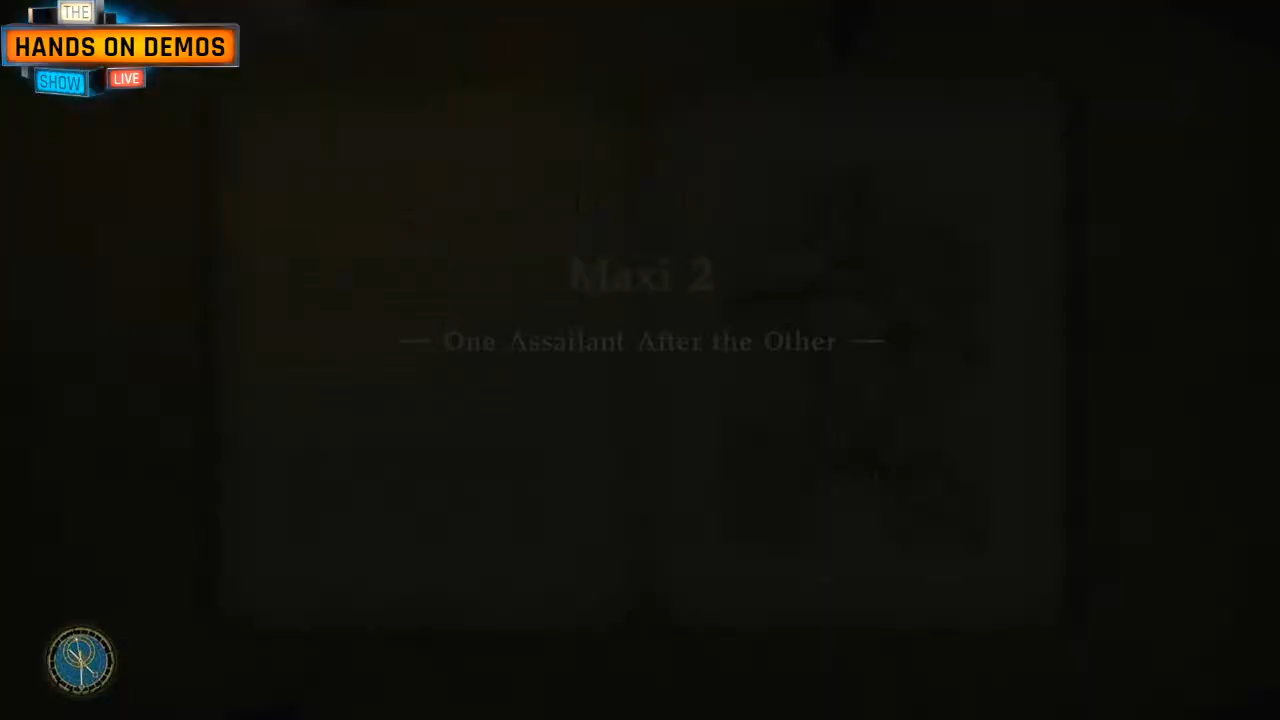 THE
HANDS ON DEMOS
SHOW
LIVE
Maxi 2
One Assailant After the Other